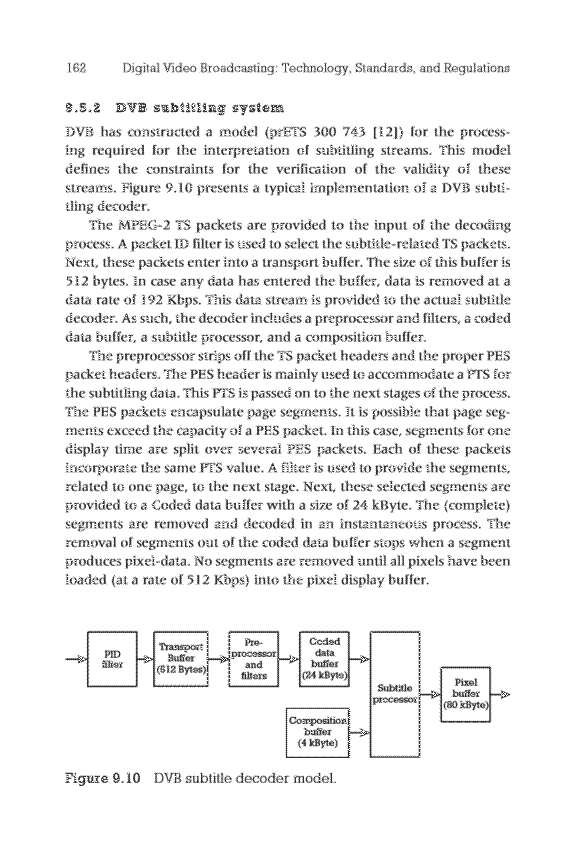 162 Digital Video Broadcasting: Technology, Standards, and Regulations
9.5.2 DVB subtitling system
DVB has constructed a model (prETS 300 743 [12]) for the process-
ing required for the interpretation of subtitling streams. This model
defines the constraints for the verification of the validity of these
streams. Figure 9.10 presents a typical implementation of a DVB subti-
tling decoder.
The MPEG-2 TS packets are provided to the input of the decoding
process. A packet ID filter is used to select the subtitle-related TS packets.
Next, these packets enter into a transport buffer. The size of this buffer is
512 bytes. In case any data has entered the buffer, data is removed at a
data rate of 192 Kbps. This data stream is provided to the actual subtitle
decoder. As such, the decoder includes a preprocessor and filters, a coded
data buffer, a subtitle processor, and a composition buffer.
The preprocessor strips off the TS packet headers and the proper PES
packet headers. The PES header is mainly used to accommodate a PTS for
the subtitling data. This PTS is passed on to the next stages of the process.
The PES packets encapsulate page segments. It is possible that page seg-
ments exceed the capacity of a PES packet. In this case, segments for one
display time are split over several PES packets. Each of these packets
incorporate the same PTS value. A filter is used to provide the segments,
related to one page, to the next stage. Next, these selected segments are
provided to a Coded data buffer with a size of 24 kByte. The (complete)
segments are removed and decoded in an instantaneous process. The
removal of segments out of the coded data buffer stops when a segment
produces pixel-data. No segments are removed until all pixels have been
loaded (at a rate of 512 Kbps) into the pixel display buffer.
PID
filter
Transport
Buffer
(512 Bytes)
Pre-
processor
and
filters
Coded
data
buffer
(24 kByte)
Composition
buffer
(4 kByte)
Subtitle
processor
Pixel
buffer
(80 kByte)
Figure 9.10 DVB subtitle decoder model.